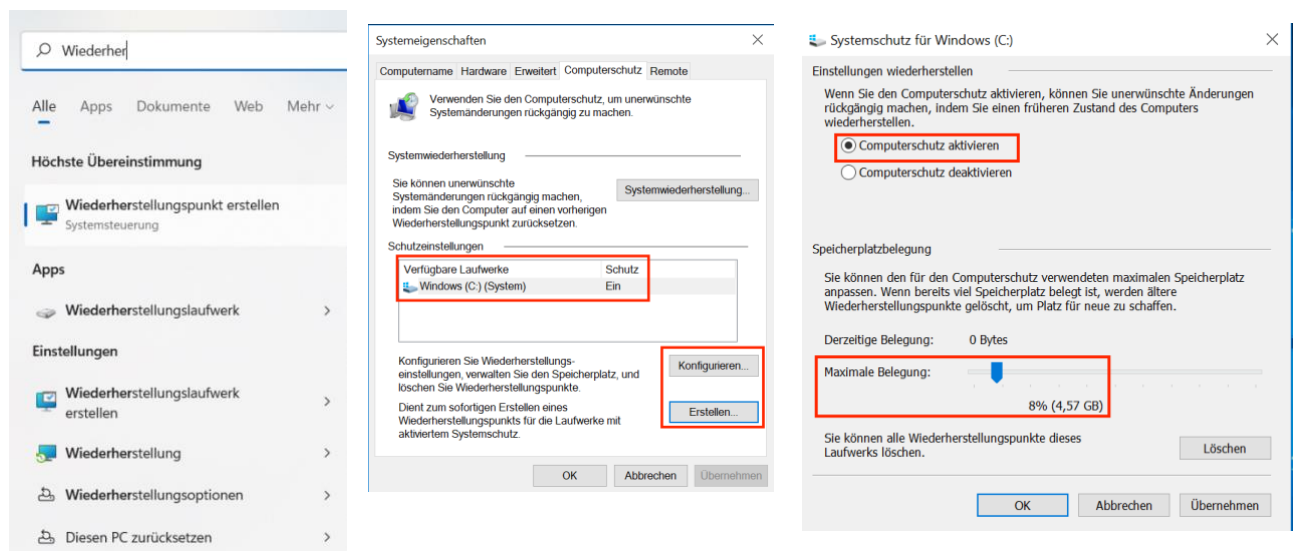 Wiederher
Alle Apps Dokumente Web Mehr
Höchste Übereinstimmung
Wiederherstellungspunkt erstellen
Systemsteuerung
Apps
Wiederherstellungslaufwerk
Einstellungen
Wiederherstellungslaufwerk
erstellen
Wiederherstellung
Wiederherstellungsoptionen
Diesen PC zurücksetzen
Systemeigenschaften
Computername Hardware Erweitert Computerschutz Remote
Verwenden Sie den Computerschutz, um unerwünschte
Systemänderungen rückgängig zu machen.
Systemwiederherstellung
Sie können unerwünschte
Systemänderungen rückgängig machen,
indem Sie den Computer auf einen vorherigen
Wiederherstellungspunkt zurücksetzen.
Systemwiederherstellung...
Schutzeinstellungen
Verfügbare Laufwerke Schutz
Windows (C:) (System) Ein
Konfigurieren Sie Wiederherstellungs-
einstellungen, verwalten Sie den Speicherplatz, und
löschen Sie Wiederherstellungspunkte.
Konfigurieren...
Dient zum sofortigen Erstellen eines
Wiederherstellungspunkts für die Laufwerke mit
aktiviertem Systemschutz.
Erstellen...
OK Abbrechen Übernehmen
Systemschutz für Windows (C:)
Einstellungen wiederherstellen
Wenn Sie den Computerschutz aktivieren, können Sie unerwünschte Änderungen
rückgängig machen, indem Sie einen früheren Zustand des Computers
wiederherstellen.
Computerschutz aktivieren
Computerschutz deaktivieren
Speicherplatzbelegung
Sie können den für den Computerschutz verwendeten maximalen Speicherplatz
anpassen. Wenn bereits viel Speicherplatz belegt ist, werden ältere
Wiederherstellungspunkte gelöscht, um Platz für neue zu schaffen.
Derzeitige Belegung: 0 Bytes
Maximale Belegung:
8% (4,57 GB)
Sie können alle Wiederherstellungspunkte dieses
Laufwerks löschen.
Löschen
OK Abbrechen Übernehmen